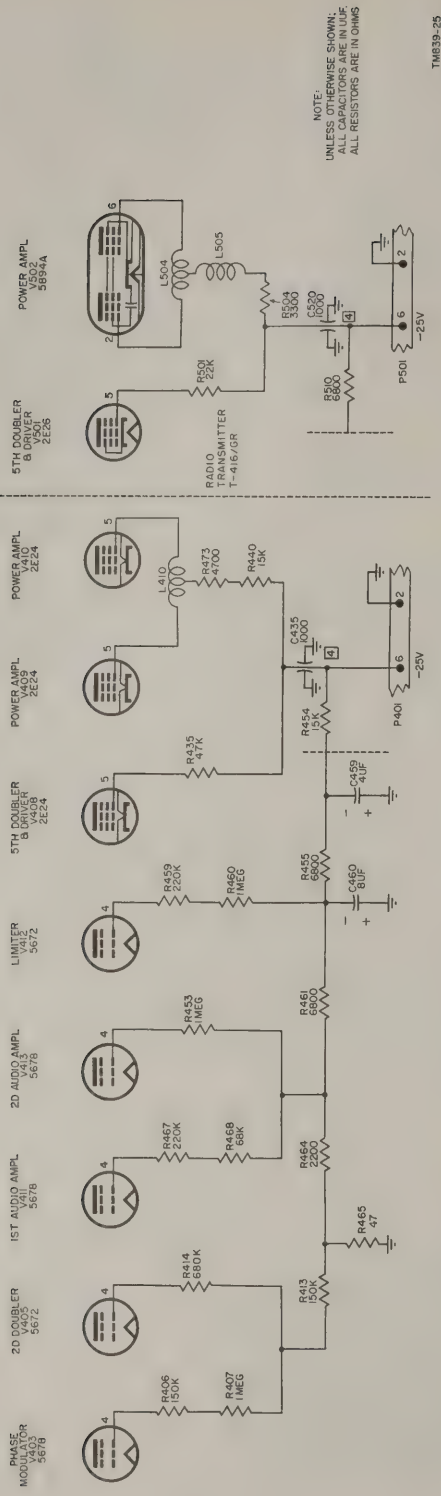 PHASE
MODULATOR
V403
5678
2D DOUBLER
V405
5672
1ST AUDIO AMPL
V411
5678
2D AUDIO AMPL
V413
5678
LIMITER
V412
5672
5TH DOUBLER
& DRIVER
V408
2E24
POWER AMPL
V409
2E24
POWER AMPL
V410
2E24
5TH DOUBLER
& DRIVER
V501
2E26
POWER AMPL
V502
5894A
4
4
4
4
4
5
5
5
5
2
6
R406
150K
R407
1MEG
R414
680K
R467
220K
R468
68K
R453
1MEG
R459
220K
R460
1MEG
R435
47K
L410
R473
4700
R440
15K
R501
22K
L504
L505
RADIO
TRANSMITTER
T-416/GR
R504
3300
R413
150K
R465
47
R464
2200
R461
6800
R455
6800
C460
8UF
-
+
C459
4UF
-
+
R454
15K
C435
1000
4
6
2
P401
-25V
R510
6800
C520
1000
4
6
2
P501
-25V
NOTE:
UNLESS OTHERWISE SHOWN:
ALL CAPACITORS ARE IN UUF.
ALL RESISTORS ARE IN OHMS
TM839-25